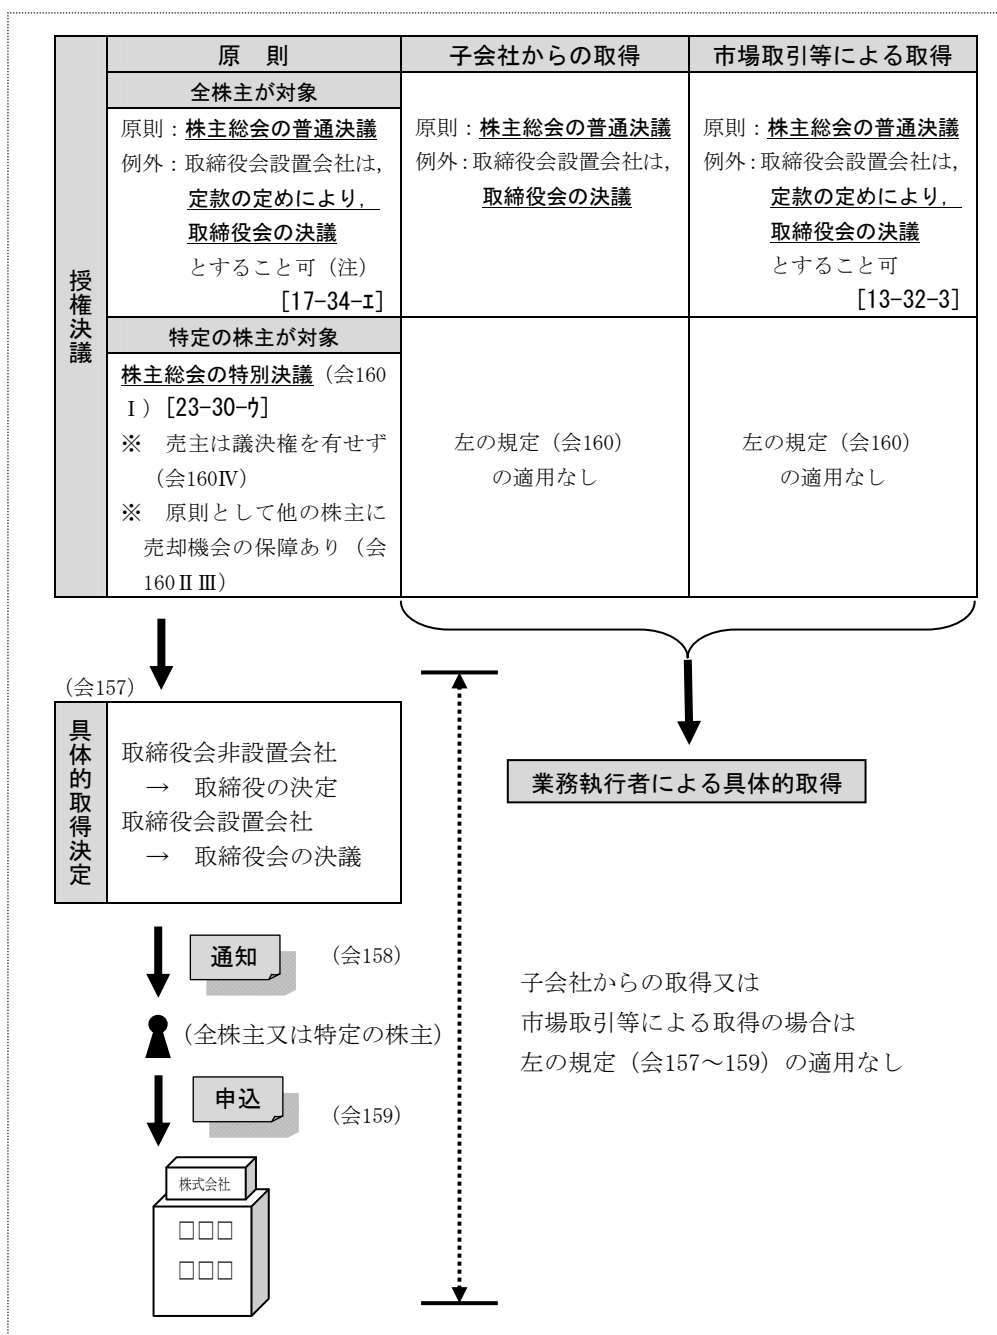 授権決議
原　則
全株主が対象
原則：株主総会の普通決議
例外：取締役会設置会社は，
定款の定めにより，
取締役会の決議
とすること可（注）
[17-34-ｴ]
特定の株主が対象
株主総会の特別決議（会160
Ⅰ）[23-30-ｳ]
※　売主は議決権を有せず
（会160Ⅳ）
※　原則として他の株主に
売却機会の保障あり（会
160ⅡⅢ）
子会社からの取得
原則：株主総会の普通決議
例外：取締役会設置会社は，
取締役会の決議
左の規定（会160）
の適用なし
市場取引等による取得
原則：株主総会の普通決議
例外：取締役会設置会社は，
定款の定めにより，
取締役会の決議
とすること可
[13-32-3]
左の規定（会160）
の適用なし
（会157）
具体的取得決定
取締役会非設置会社
→　取締役の決定
取締役会設置会社
→　取締役会の決議
業務執行者による具体的取得
通知
（会158）
（全株主又は特定の株主）
申込
（会159）
株式会社
子会社からの取得又は
市場取引等による取得の場合は
左の規定（会157～159）の適用なし